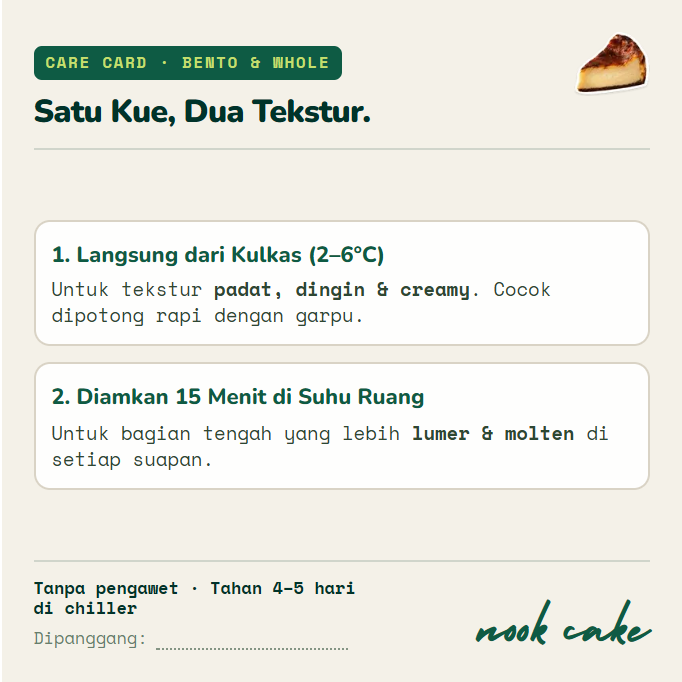 CARE CARD · BENTO & WHOLE
Satu Kue, Dua Tekstur.
1. Langsung dari Kulkas (2–6°C)
Untuk tekstur padat, dingin & creamy. Cocok
dipotong rapi dengan garpu.
2. Diamkan 15 Menit di Suhu Ruang
Untuk bagian tengah yang lebih lumer & molten di
setiap suapan.
Tanpa pengawet · Tahan 4–5 hari
di chiller
Dipanggang:
nook cake